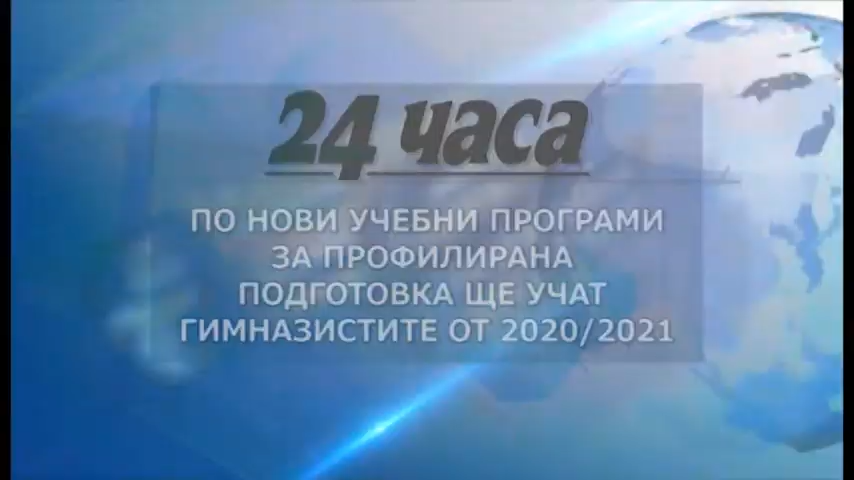 24 часа
ПО НОВИ УЧЕБНИ ПРОГРАМИ
ЗА ПРОФИЛИРАНА
ПОДГОТОВКА ЩЕ УЧАТ
ГИМНАЗИСТИТЕ ОТ 2020/2021